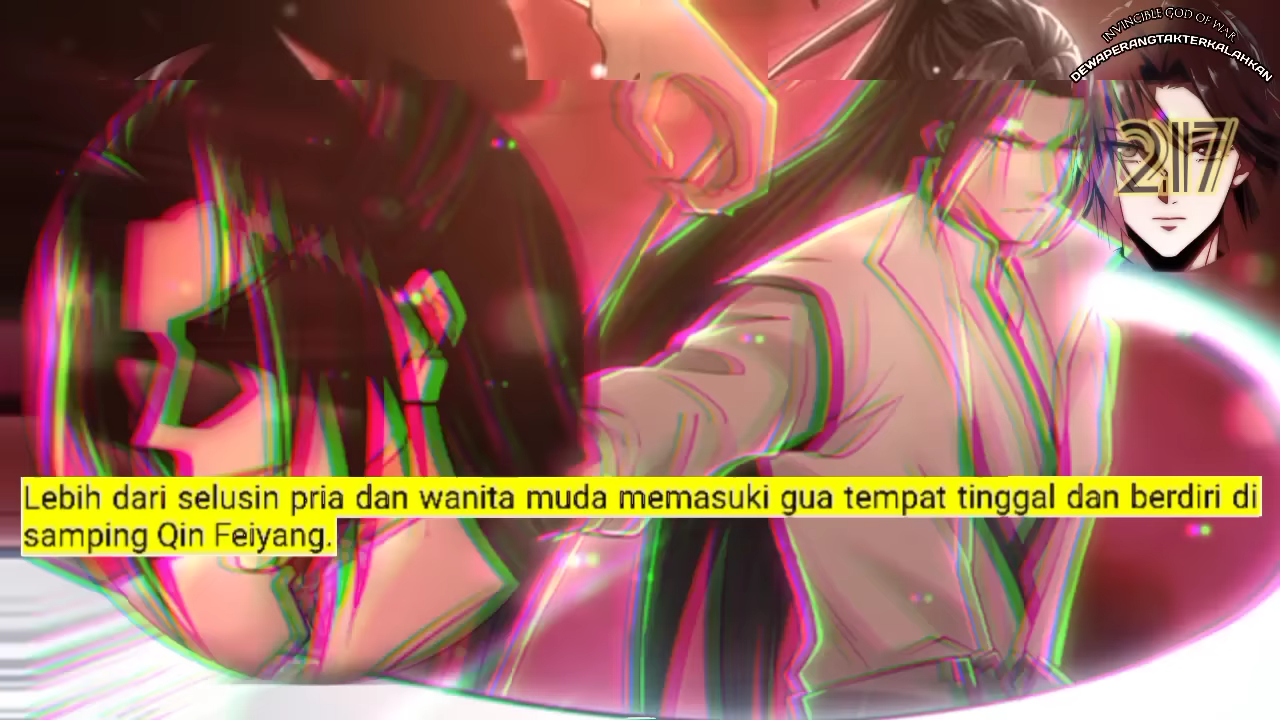 INVINCIBLE GOD OF WAR
DEWAPERANGTAKTERKALAHKAN
217
Lebih dari selusin pria dan wanita muda memasuki gua tempat tinggal dan berdiri di
samping Qin Feiyang.